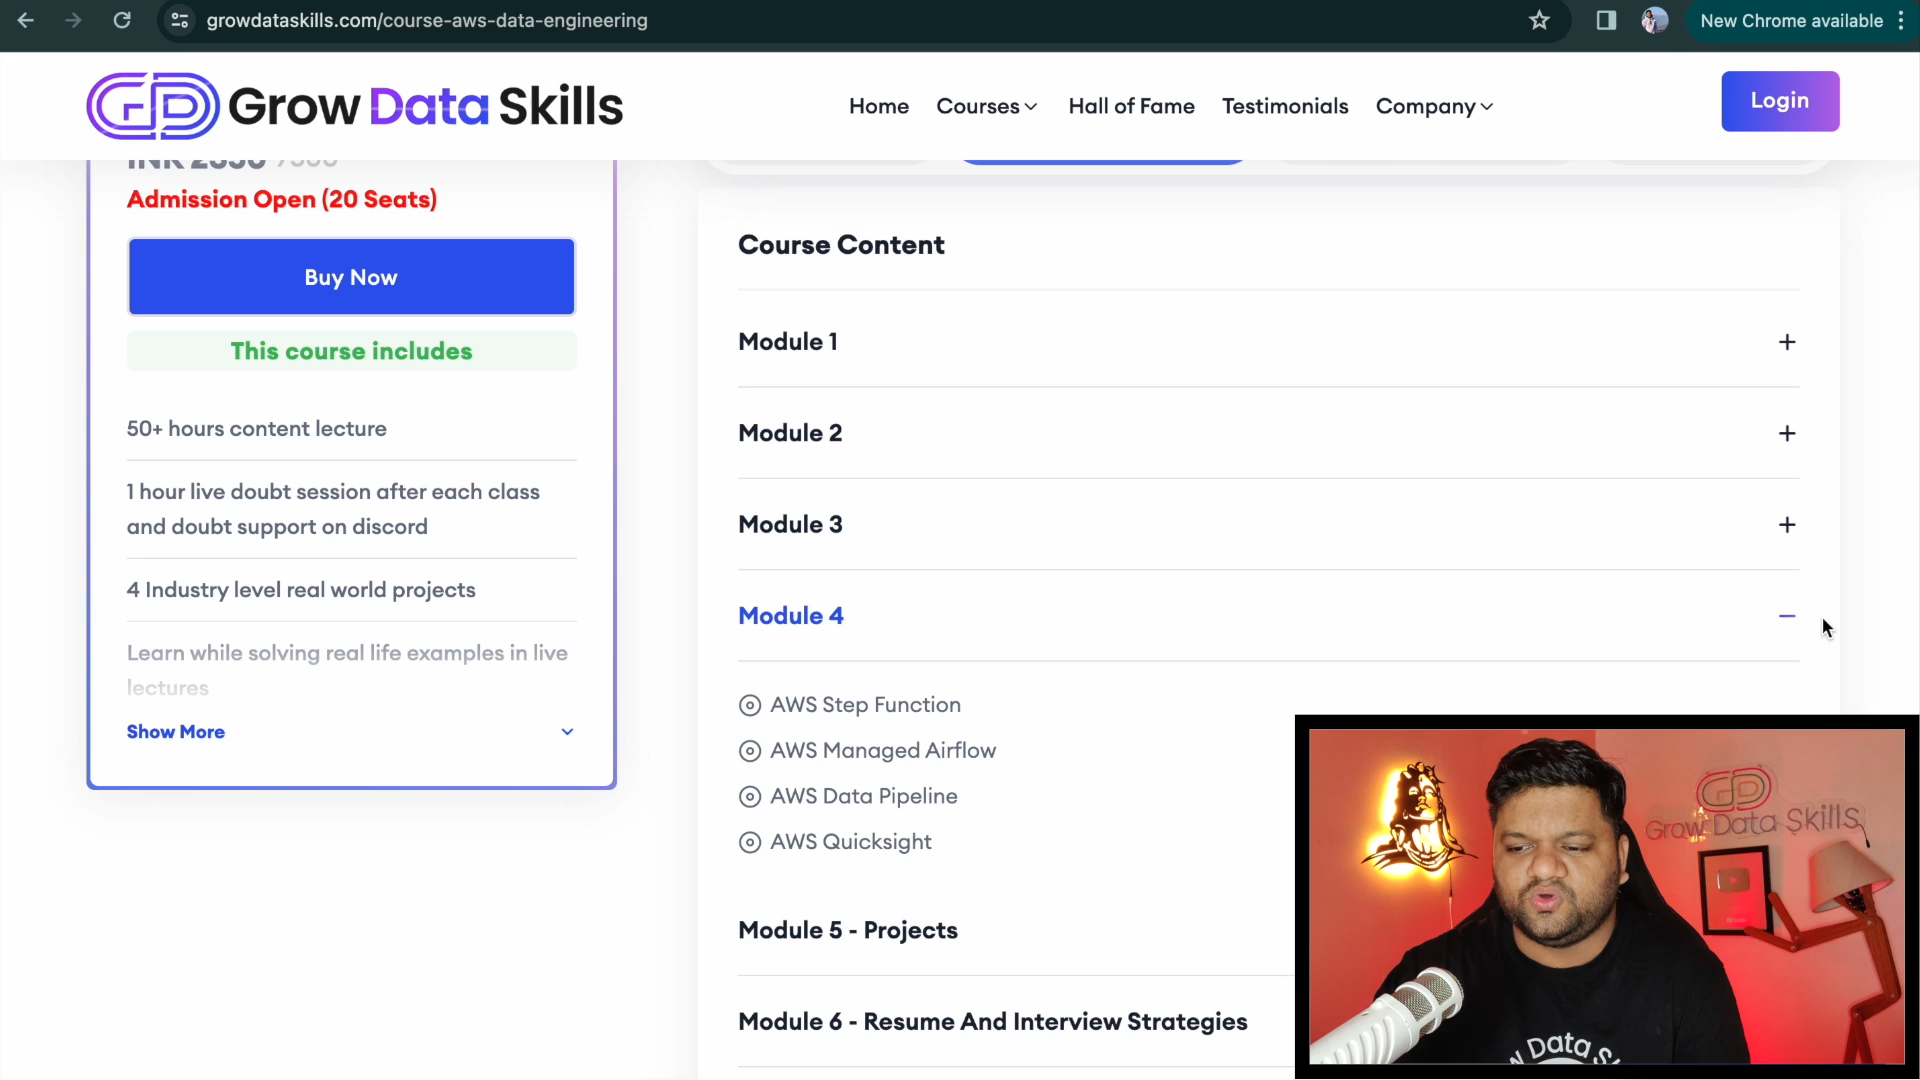 growdataskills.com/course-aws-data-engineering
New Chrome available
Grow Data Skills
Home
Courses
Hall of Fame
Testimonials
Company
Login
Admission Open (20 Seats)
Buy Now
This course includes
50+ hours content lecture
1 hour live doubt session after each class
and doubt support on discord
4 Industry level real world projects
Learn while solving real life examples in live
lectures
Show More
Course Content
Module 1
Module 2
Module 3
Module 4
AWS Step Function
AWS Managed Airflow
AWS Data Pipeline
AWS Quicksight
Module 5 - Projects
Module 6 - Resume And Interview Strategies
Grow Data Skills